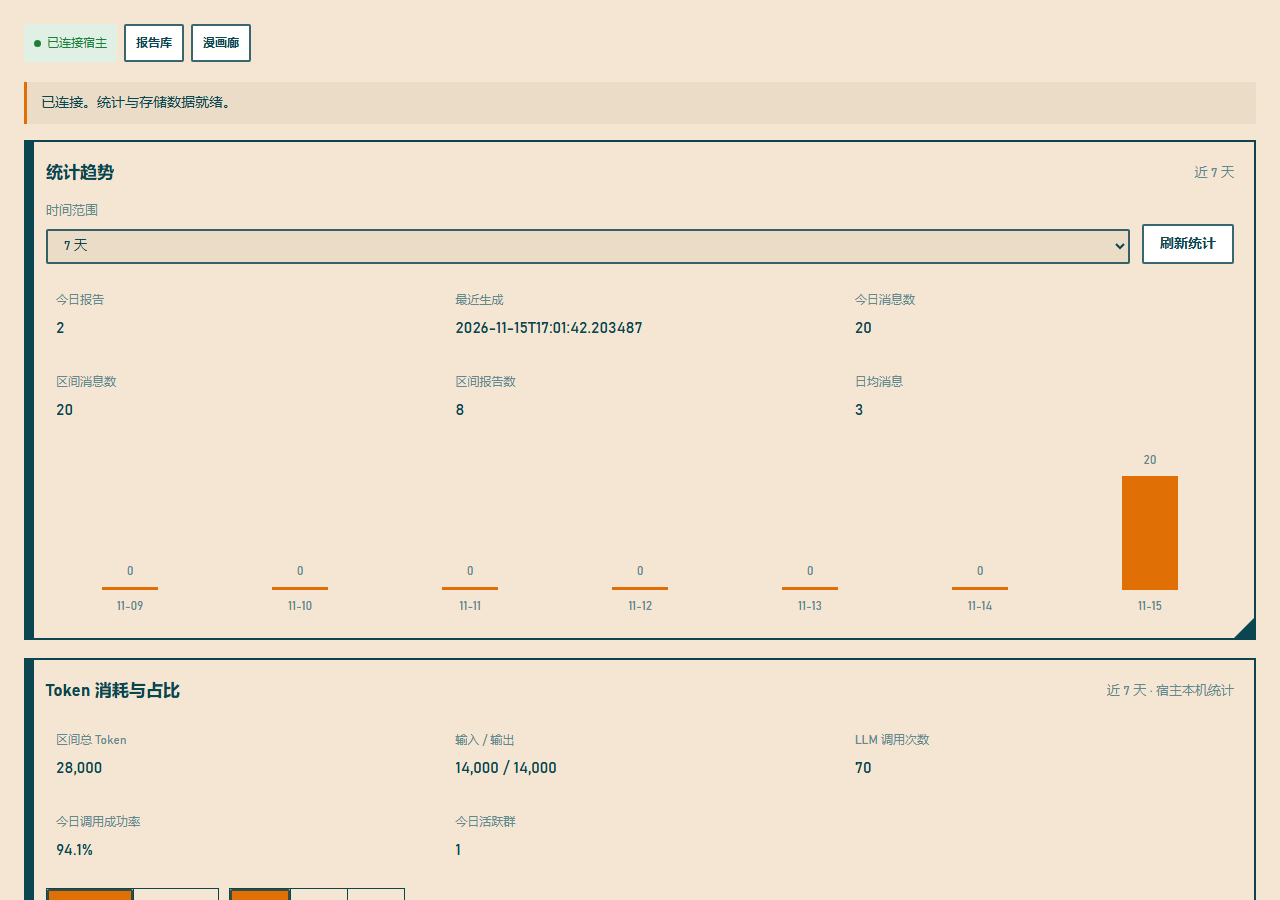 已连接宿主 报告库 漫画廊
已连接。统计与存储数据就绪。
统计趋势 近 7 天
时间范围
7 天 刷新统计
今日报告 最近生成 今日消息数
2 2026-11-15T17:01:42.203487 20
区间消息数 区间报告数 日均消息
20 8 3
20
0 0 0 0 0 0
11-09 11-10 11-11 11-12 11-13 11-14 11-15
Token 消耗与占比 近 7 天 · 宿主本机统计
区间总 Token 输入 / 输出 LLM 调用次数
28,000 14,000 / 14,000 70
今日调用成功率 今日活跃群
94.1% 1